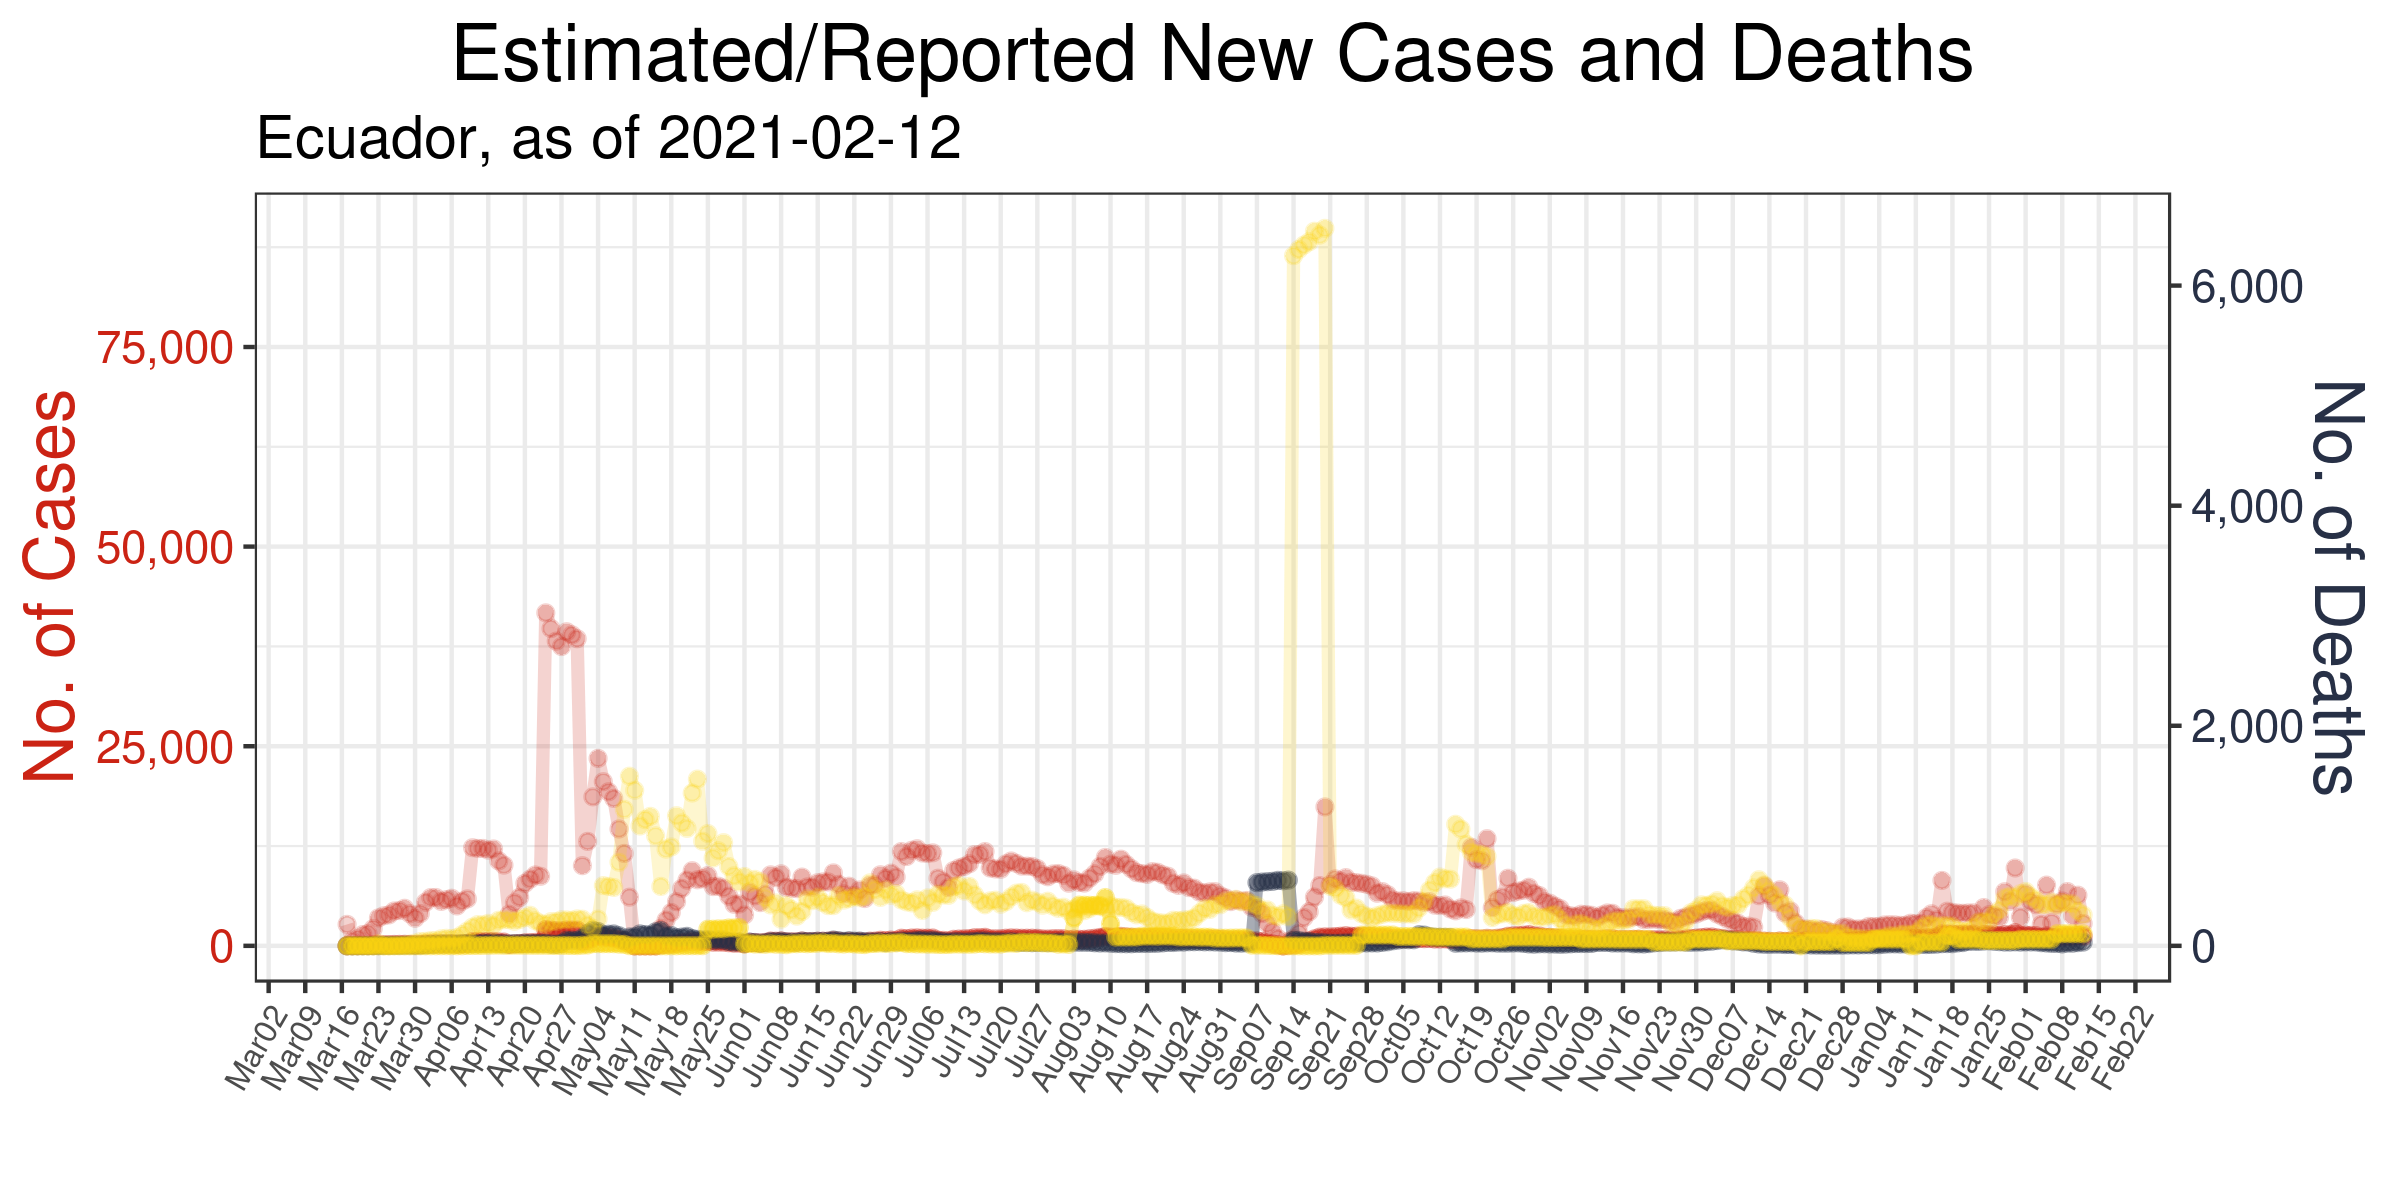 Estimated/Reported New Cases and Deaths
Ecuador, as of 2021-02-12
No. of Cases
75,000
50,000
25,000
0
6,000
4,000
2,000
0
No. of Deaths
Mar02
Mar09
Mar16
Mar23
Mar30
Apr06
Apr13
Apr20
Apr27
May04
May11
May18
May25
Jun01
Jun08
Jun15
Jun22
Jun29
Jul06
Jul13
Jul20
Jul27
Aug03
Aug10
Aug17
Aug24
Aug31
Sep07
Sep14
Sep21
Sep28
Oct05
Oct12
Oct19
Oct26
Nov02
Nov09
Nov16
Nov23
Nov30
Dec07
Dec14
Dec21
Dec28
Jan04
Jan11
Jan18
Jan25
Feb01
Feb08
Feb15
Feb22